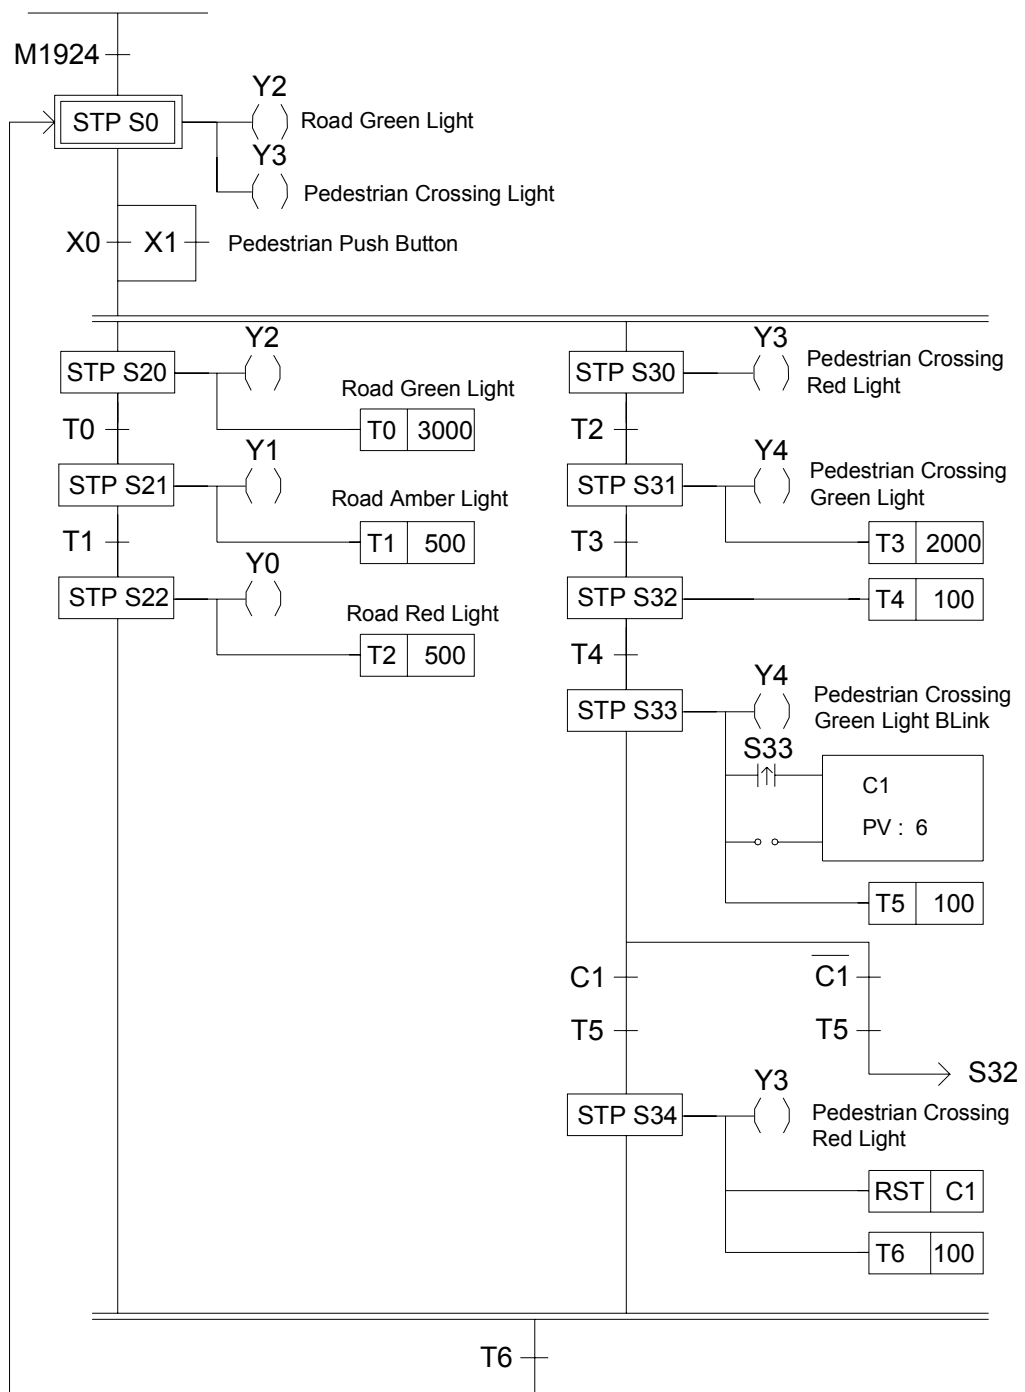 M1924
STP S0
Y2
Road Green Light
Y3
Pedestrian Crossing Light
X0
X1
Pedestrian Push Button
STP S20
Y2
Road Green Light
T0 3000
T0
STP S21
Y1
Road Amber Light
T1 500
T1
STP S22
Y0
Road Red Light
T2 500
STP S30
Y3
Pedestrian Crossing
Red Light
T2
STP S31
Y4
Pedestrian Crossing
Green Light
T3 2000
T3
STP S32
T4 100
T4
STP S33
Y4
Pedestrian Crossing
Green Light BLink
S33
C1
PV : 6
T5 100
C1
T5
C̅1̅
T5
S32
STP S34
Y3
Pedestrian Crossing
Red Light
RST C1
T6 100
T6